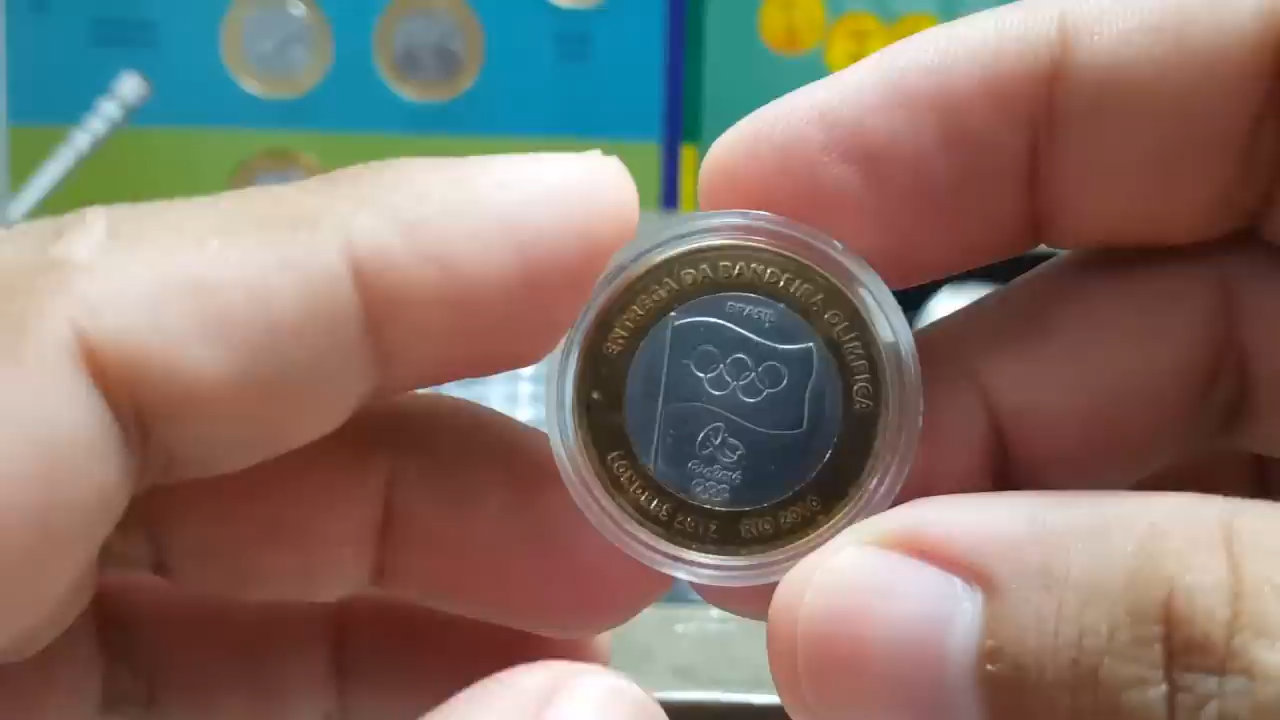 ENTREGA DA BANDEIRA OLÍMPICA
BRASIL
Rio2016
LONDRES 2012 RIO 2016